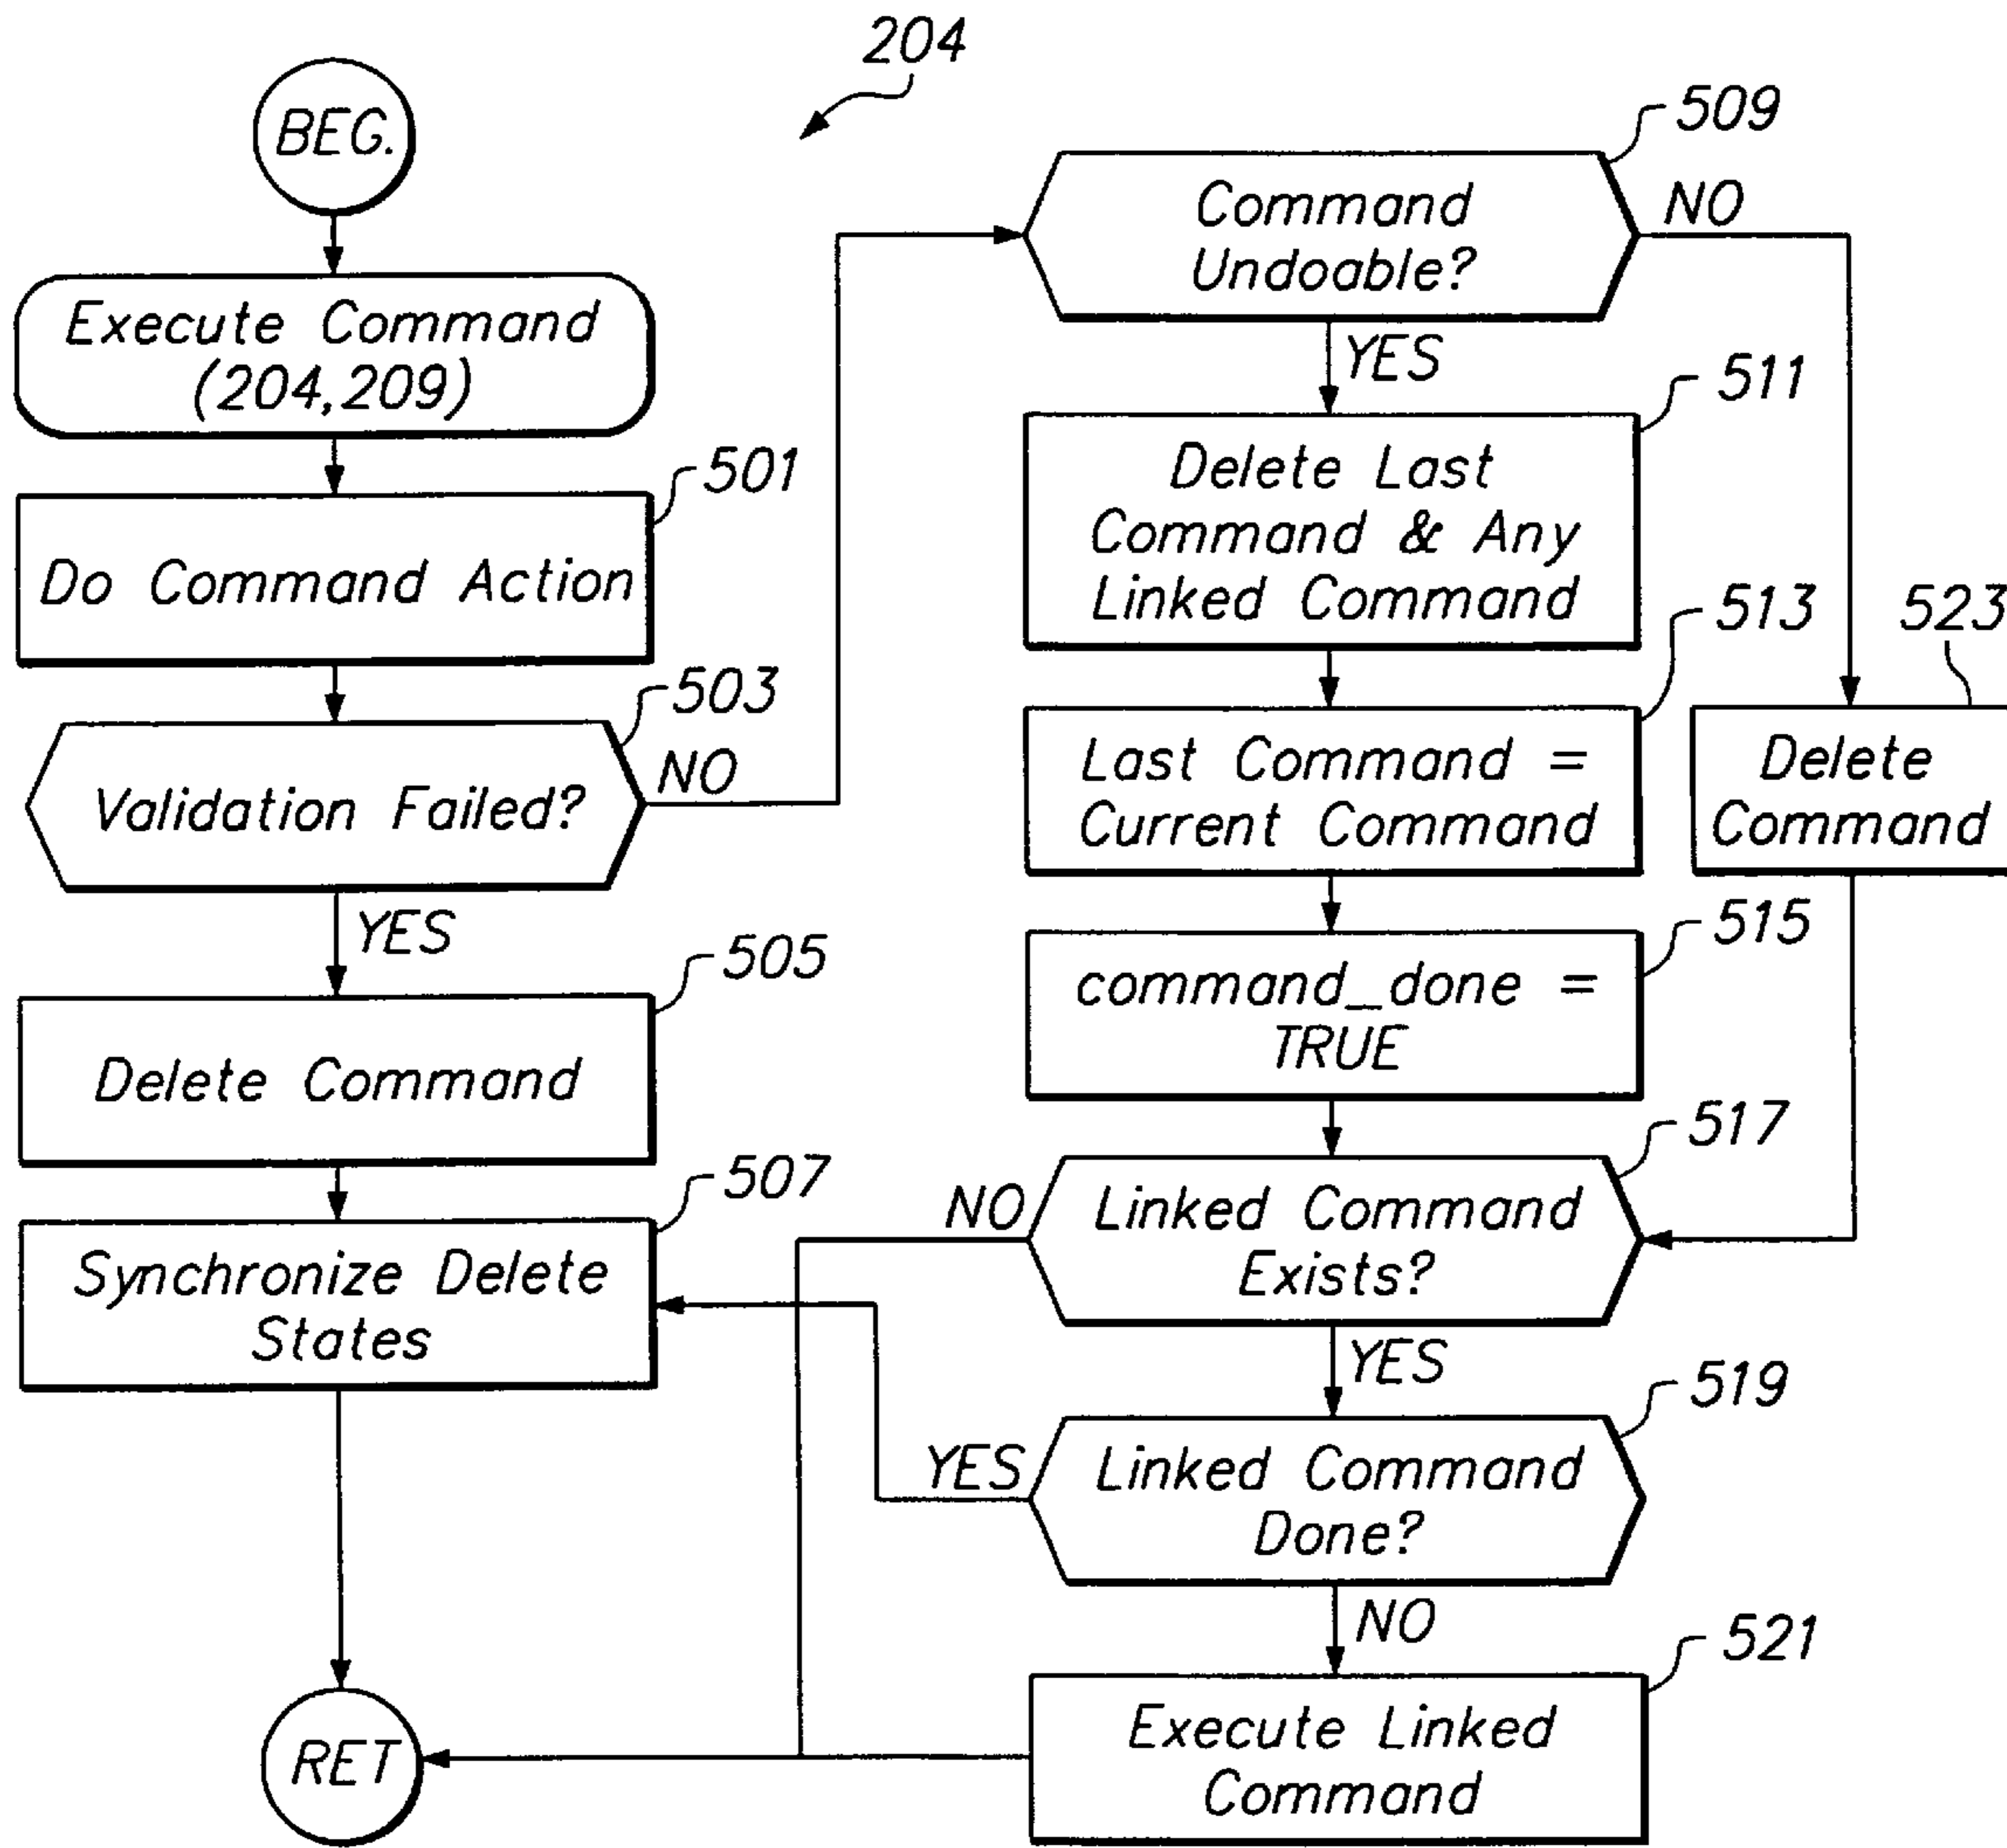 204
BEG.
Execute Command
(204,209)
501
Do Command Action
503
Validation Failed?
NO
YES
505
Delete Command
507
Synchronize Delete
States
RET
509
Command
Undoable?
NO
YES
511
Delete Last
Command & Any
Linked Command
513
Last Command =
Current Command
523
Delete
Command
515
command_done =
TRUE
517
Linked Command
Exists?
NO
YES
519
Linked Command
Done?
YES
NO
521
Execute Linked
Command